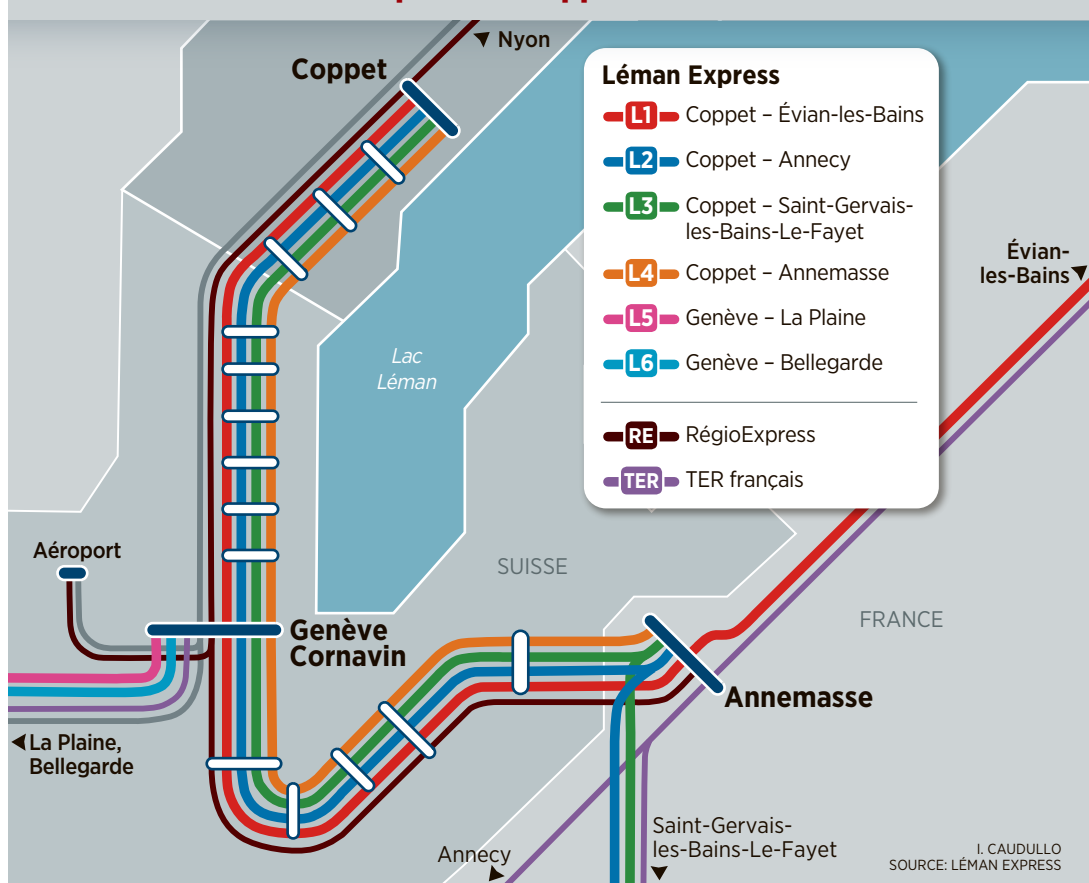 Nyon
Coppet
Léman Express
L1 Coppet – Évian-les-Bains
L2 Coppet – Annecy
L3 Coppet – Saint-Gervais-
les-Bains-Le-Fayet
L4 Coppet – Annemasse
L5 Genève – La Plaine
L6 Genève – Bellegarde
RE RégioExpress
TER TER français
Évian-
les-Bains
Lac
Léman
Aéroport
SUISSE
FRANCE
Genève
Cornavin
Annemasse
La Plaine,
Bellegarde
Annecy
Saint-Gervais-
les-Bains-Le-Fayet
I. CAUDULLO
SOURCE: LÉMAN EXPRESS